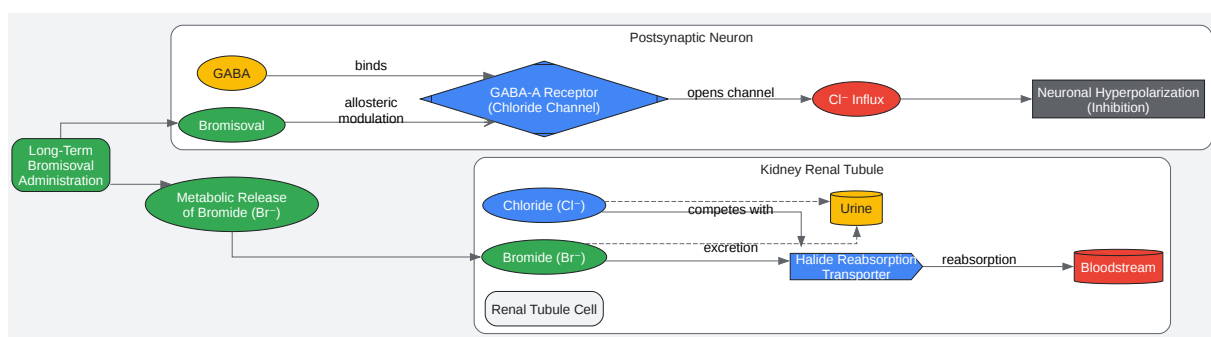 Postsynaptic Neuron
GABA
binds
GABA-A Receptor
(Chloride Channel)
opens channel
Cl⁻ Influx
Neuronal Hyperpolarization
(Inhibition)
allosteric
modulation
Bromisoval
Long-Term
Bromisoval
Administration
Metabolic Release
of Bromide (Br⁻)
Kidney Renal Tubule
Chloride (Cl⁻)
competes with
Urine
Bromide (Br⁻)
excretion
Halide Reabsorption
Transporter
reabsorption
Bloodstream
Renal Tubule Cell